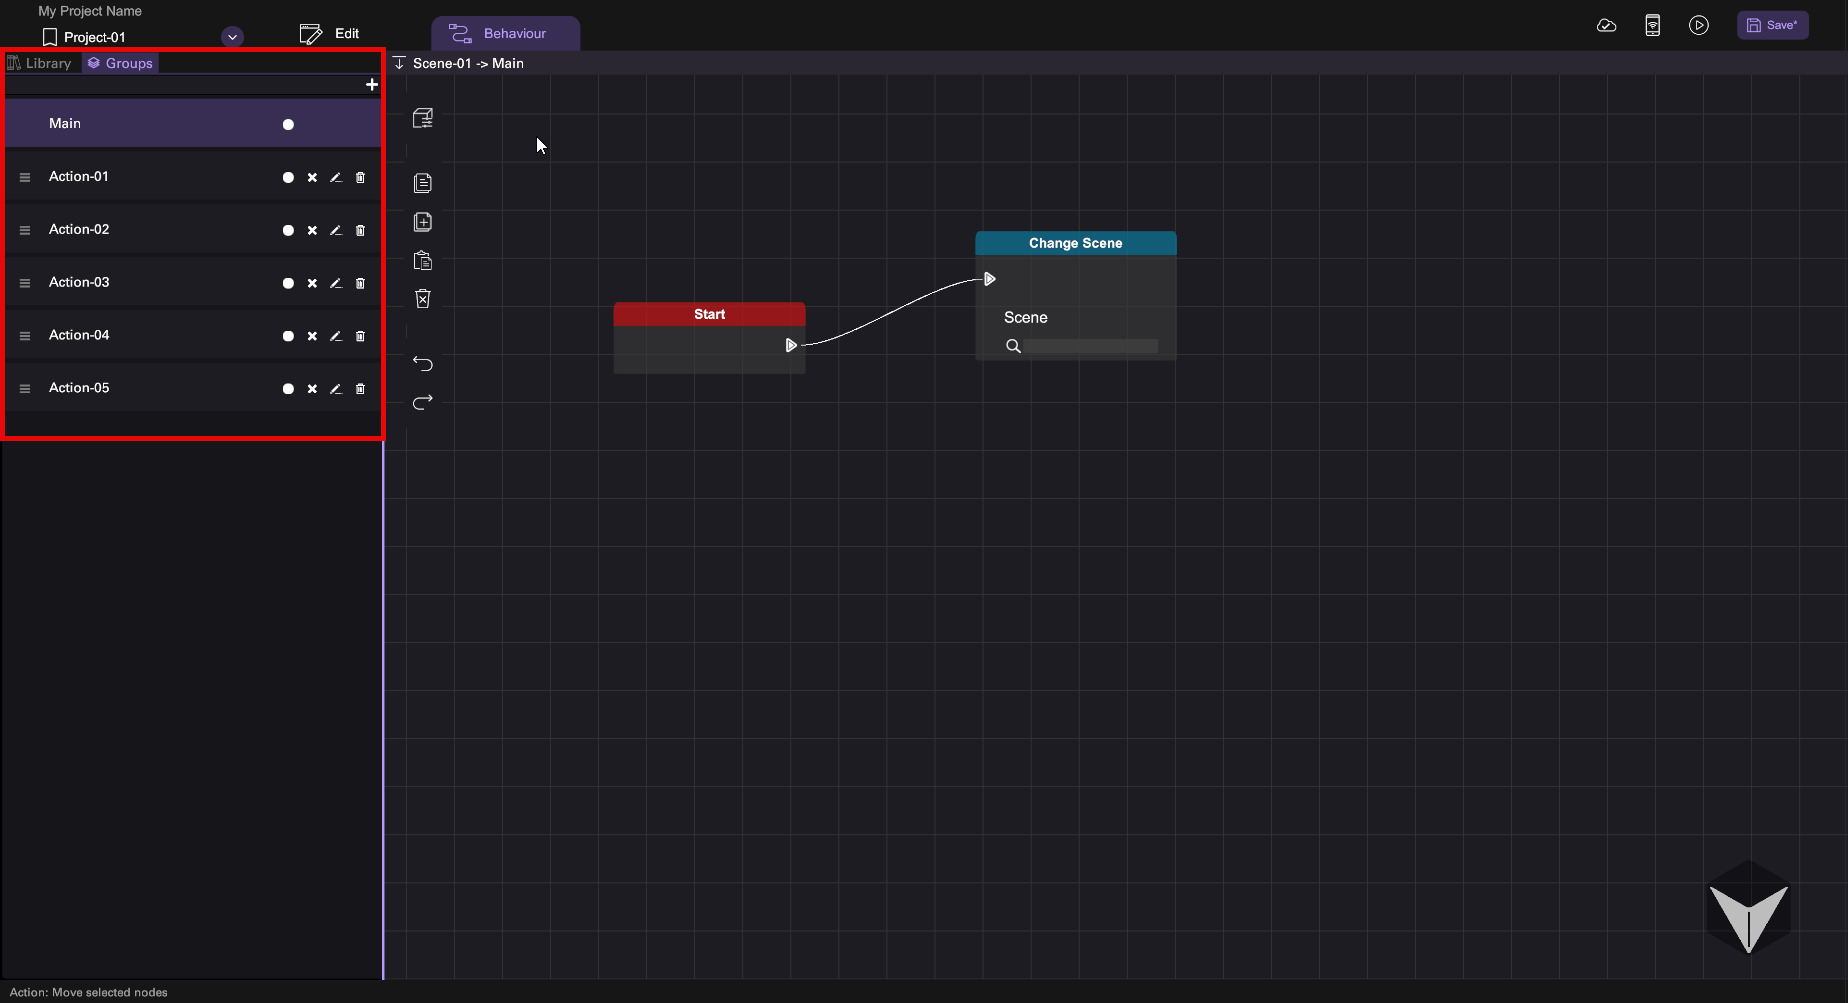 My Project Name
Project-01
Edit
Behaviour
Save*
Library
Groups
Scene-01 -> Main
Main
Action-01
Action-02
Action-03
Action-04
Action-05
Change Scene
Scene
Start
Action: Move selected nodes